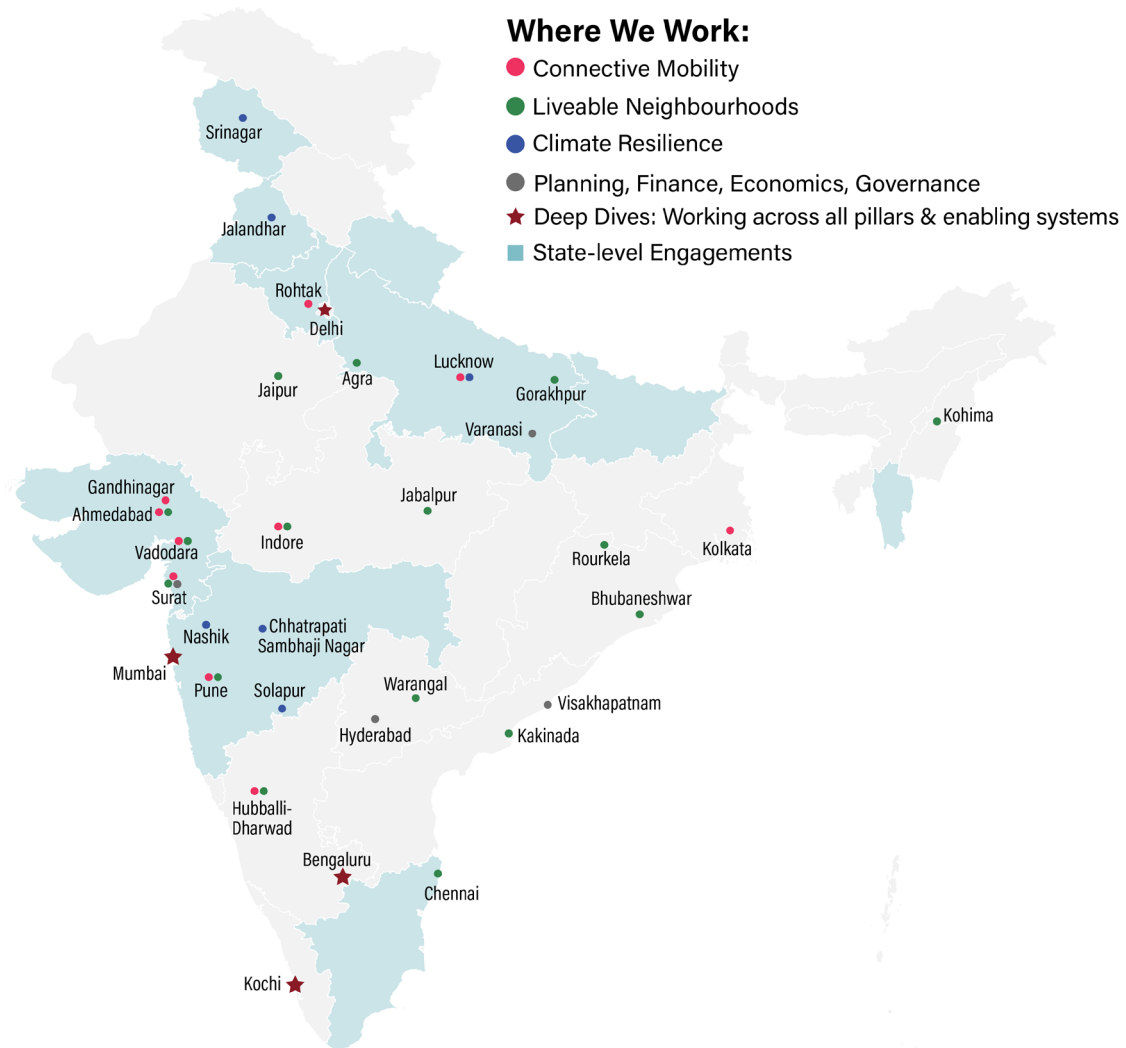 Where We Work:
Connective Mobility
Liveable Neighbourhoods
Climate Resilience
Planning, Finance, Economics, Governance
Deep Dives: Working across all pillars & enabling systems
State-level Engagements
Srinagar
Jalandhar
Rohtak
Delhi
Lucknow
Agra
Jaipur
Gorakhpur
Varanasi
Kohima
Gandhinagar
Ahmedabad
Jabalpur
Vadodara
Indore
Kolkata
Rourkela
Surat
Bhubaneshwar
Nashik
Chhatrapati
Sambhaji Nagar
Mumbai
Pune
Solapur
Warangal
Visakhapatnam
Hyderabad
Kakinada
Hubballi-
Dharwad
Bengaluru
Chennai
Kochi